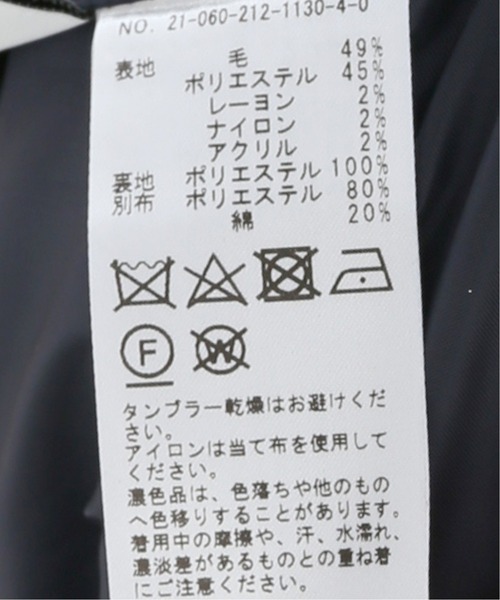 NO. 21-060-212-1130-4-0
表地 毛 49%
ポリエステル 45%
レーヨン 2%
ナイロン 2%
アクリル 2%
裏地 ポリエステル 100%
別布 ポリエステル 80%
綿 20%
F W
タンブラー乾燥はお避けくだ
さい。
アイロンは当て布を使用して
ください。
濃色品は、色落ちや他のもの
へ色移りすることがあります。
着用中の摩擦や、汗、水濡れ、
濃淡差があるものとの重ね着
にご注意ください。